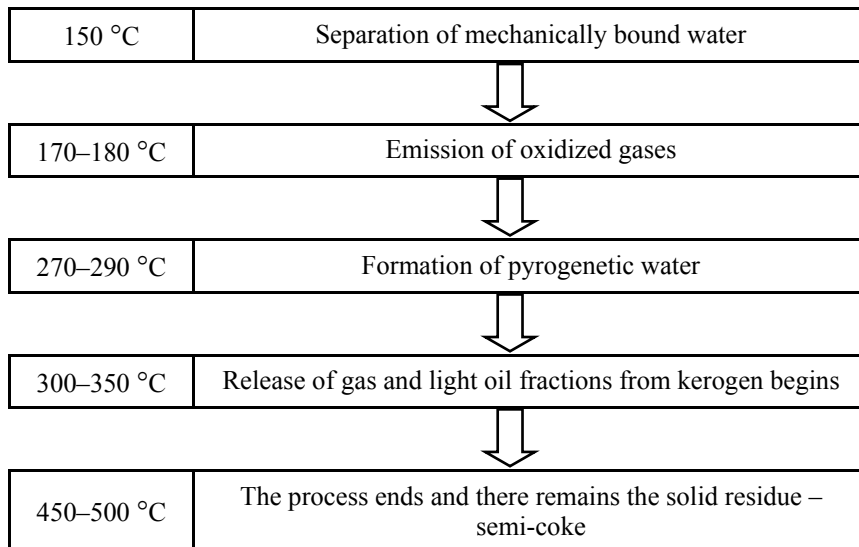 150 °C
Separation of mechanically bound water
170–180 °C
Emission of oxidized gases
270–290 °C
Formation of pyrogenetic water
300–350 °C
Release of gas and light oil fractions from kerogen begins
450–500 °C
The process ends and there remains the solid residue –
semi-coke